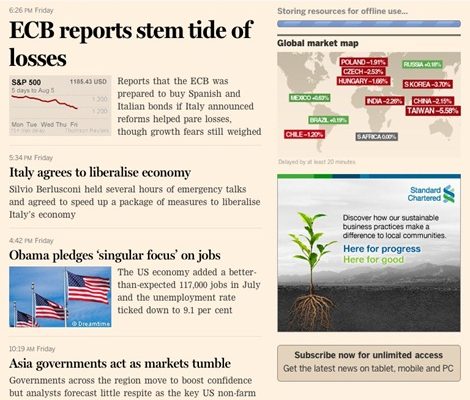 6:26 PM Friday
ECB reports stem tide of
losses
S&P 500 1185.43 USD
5 days to Aug 5
1 300
1 200
Mon Tue Wed Thu Fri
15+ min delay Thomson Reuters
Reports that the ECB was
prepared to buy Spanish and
Italian bonds if Italy announced
reforms helped pare losses,
though growth fears still weighed
5:34 PM Friday
Italy agrees to liberalise economy
Silvio Berlusconi held several hours of emergency talks
and agreed to speed up a package of measures to liberalise
Italy's economy
4:42 PM Friday
Obama pledges 'singular focus' on jobs
The US economy added a better-
than-expected 117,000 jobs in July
and the unemployment rate
ticked down to 9.1 per cent
© Dreamtime
10:19 AM Friday
Asia governments act as markets tumble
Governments across the region move to boost confidence
but analysts forecast little respite as the key US non-farm
Storing resources for offline use...
Global market map
POLAND -1.91%
RUSSIA +0.18%
CZECH -2.53%
HUNGARY -1.66%
S KOREA -3.70%
MEXICO +0.63%
INDIA -2.26%
CHINA -2.15%
TAIWAN -5.58%
BRAZIL +0.19%
CHILE -1.20%
S AFRICA 0.00%
Delayed by at least 20 minutes
Standard
Chartered
Discover how our sustainable
business practices make a
difference to local communities.
Here for progress
Here for good
Subscribe now for unlimited access
Get the latest news on tablet, mobile and PC